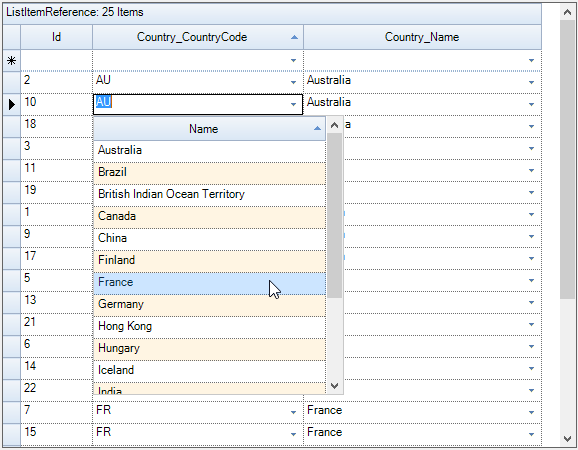 ListItemReference: 25 Items
Id Country_CountryCode Country_Name
2 AU Australia
10 AU Australia
18 a
Name
3 Australia
11 Brazil
19 British Indian Ocean Territory
1 Canada
9 China
17 Finland
5 France
13 Germany
21 Hong Kong
6 Hungary
14 Iceland
22 India
7 FR France
15 FR France